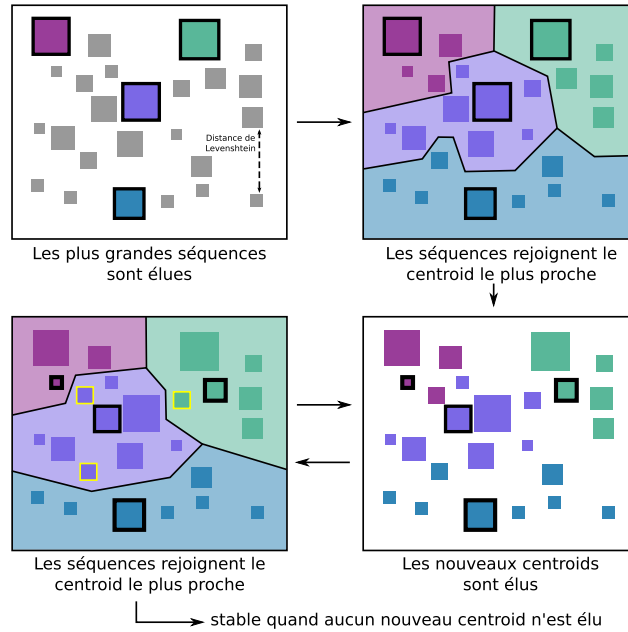 Distance de
Levenshtein
Les plus grandes séquences
sont élues
Les séquences rejoignent le
centroid le plus proche
Les séquences rejoignent le
centroid le plus proche
Les nouveaux centroids
sont élus
stable quand aucun nouveau centroid n'est élu